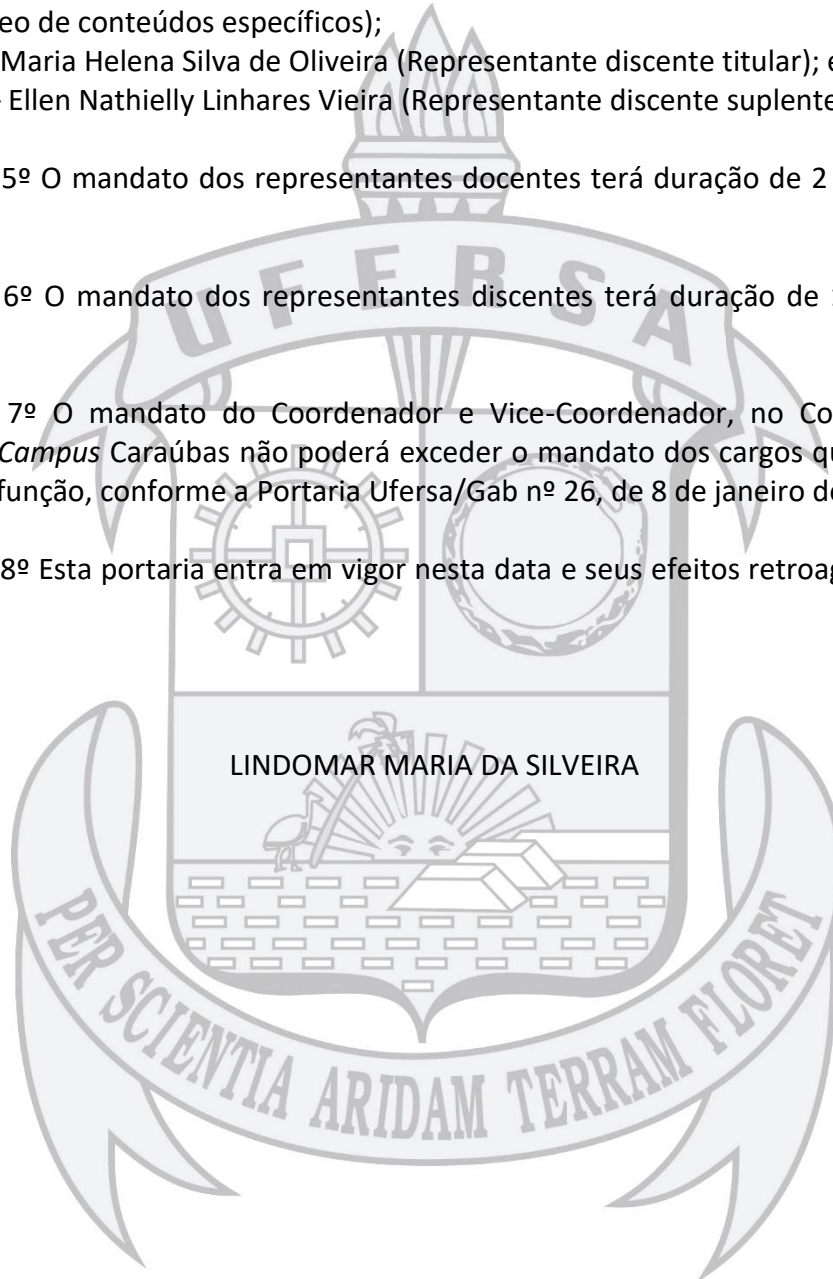 eo de conteúdos específicos);
Maria Helena Silva de Oliveira (Representante discente titular); e
Ellen Nathielly Linhares Vieira (Representante discente suplente
5º O mandato dos representantes docentes terá duração de 2
UFERSA
6º O mandato dos representantes discentes terá duração de
7º O mandato do Coordenador e Vice-Coordenador, no Co
Campus Caraúbas não poderá exceder o mandato dos cargos qu
função, conforme a Portaria Ufersa/Gab nº 26, de 8 de janeiro de
8º Esta portaria entra em vigor nesta data e seus efeitos retroag
LINDOMAR MARIA DA SILVEIRA
PER SCIENTIA ARIDAM TERRAM FLORET